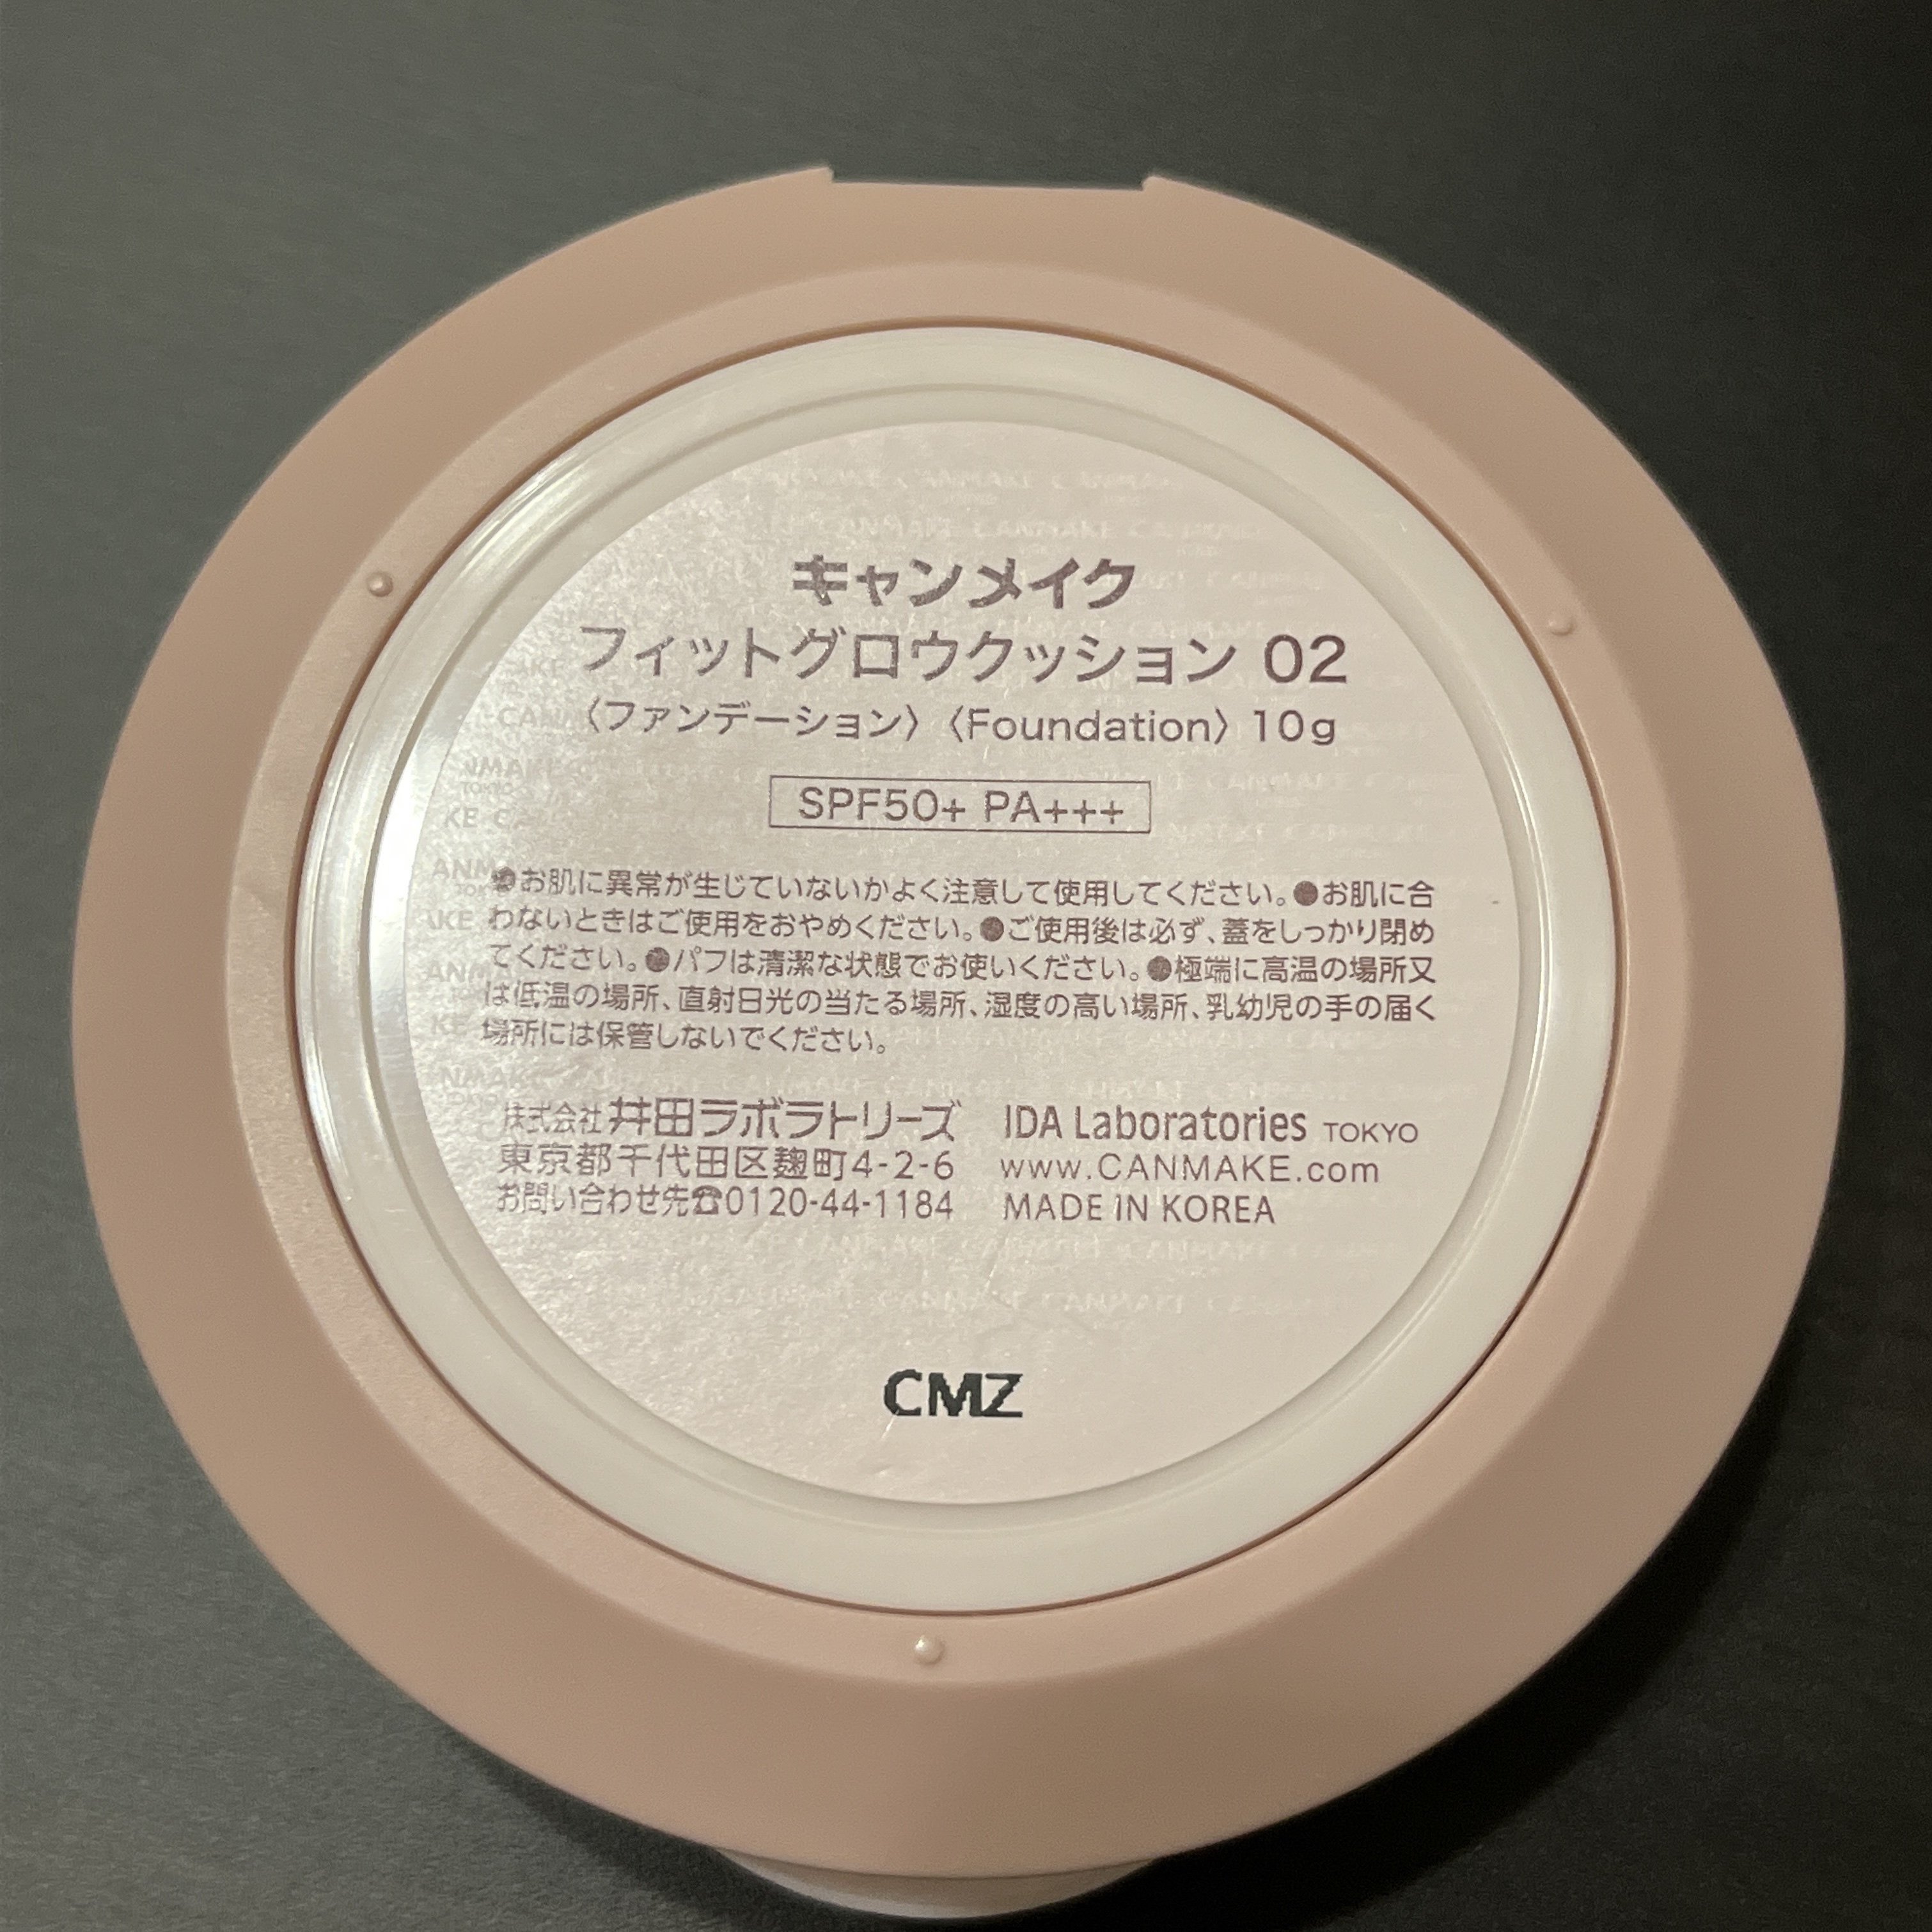 キャンメイク
フィットグロウクッション 02
〈ファンデーション〉〈Foundation〉10g
SPF50+ PA+++
●お肌に異常が生じていないかよく注意して使用してください。●お肌に合
わないときはご使用をおやめください。●ご使用後は必ず、蓋をしっかり閉め
てください。●パフは清潔な状態でお使いください。●極端に高温の場所又
は低温の場所、直射日光の当たる場所、湿度の高い場所、乳幼児の手の届く
場所には保管しないでください。
株式会社 井田ラボラトリーズ IDA Laboratories TOKYO
東京都千代田区麹町4-2-6 www.CANMAKE.com
お問い合わせ先☎0120-44-1184 MADE IN KOREA
CMZ